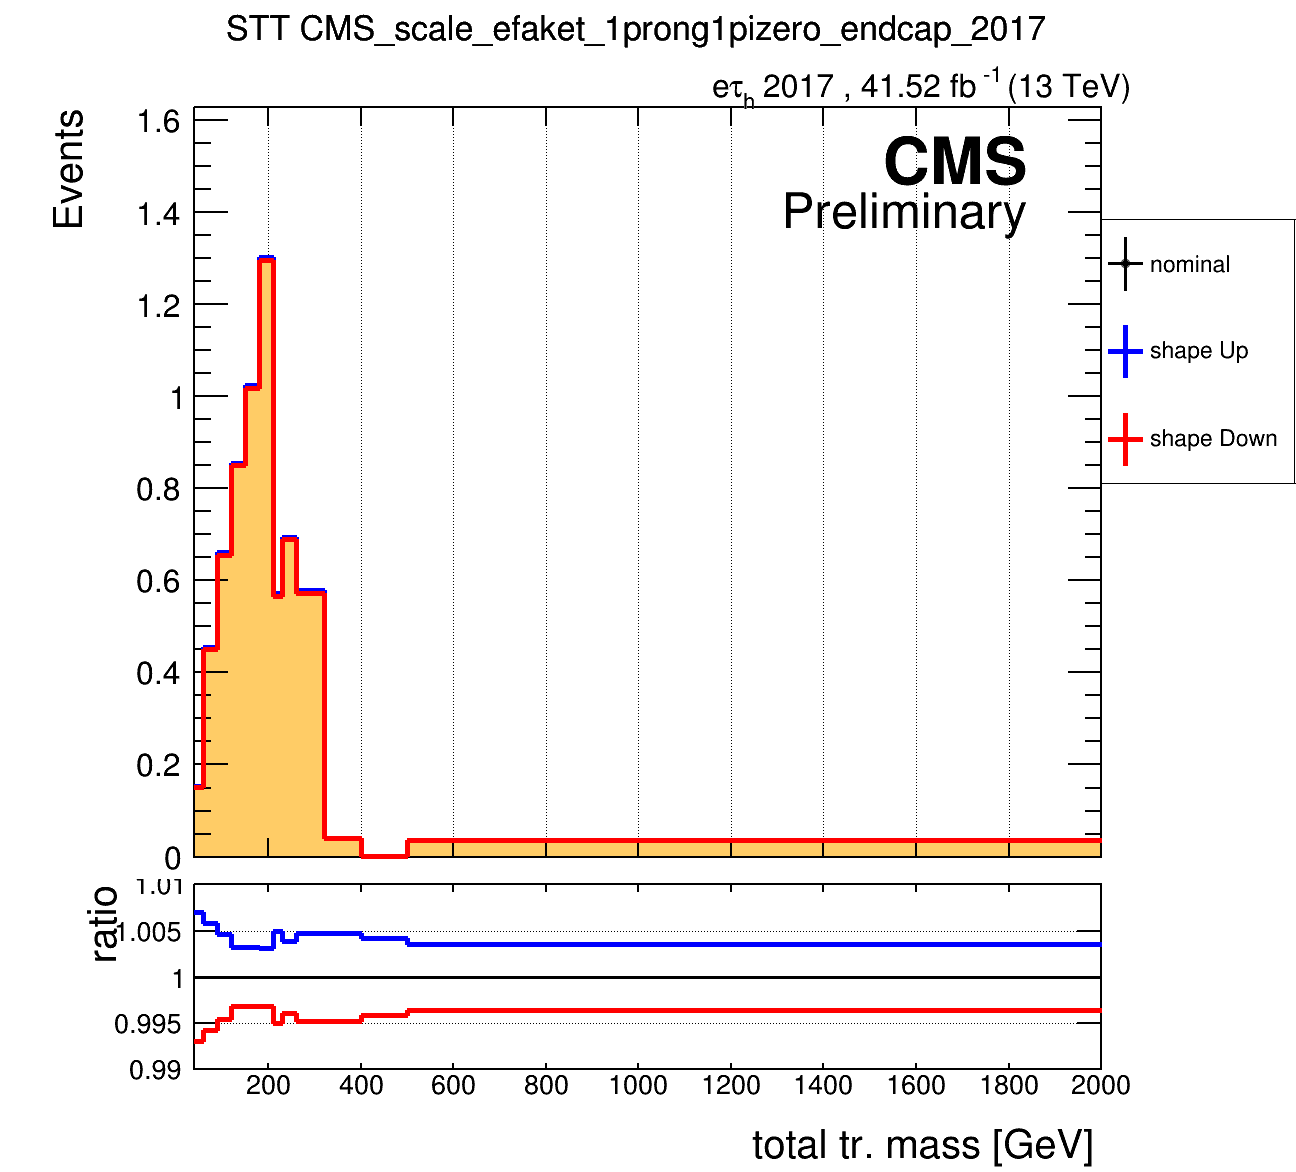 STT CMS_scale_efaket_1prong1pizero_endcap_2017
eτh 2017 , 41.52 fb -1 (13 TeV)
Events
1.6
1.4
1.2
1
0.8
0.6
0.4
0.2
0
CMS
Preliminary
nominal
shape Up
shape Down
ratio
1.01
1.005
1
0.995
0.99
200 400 600 800 1000 1200 1400 1600 1800 2000
total tr. mass [GeV]